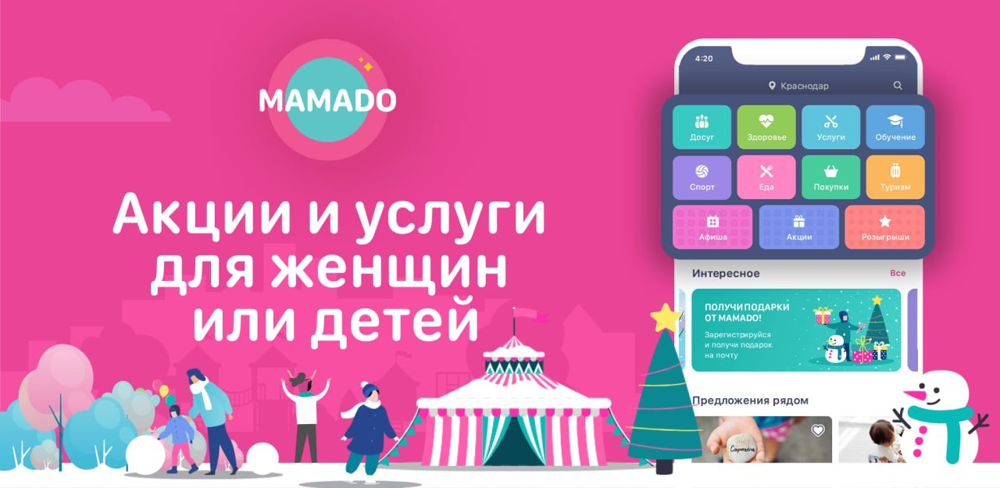 MAMADO
Акции и услуги
для женщин
или детей
4:20
Краснодар
Досуг
Здоровье
Услуги
Обучение
Спорт
Еда
Покупки
Туризм
Афиша
Акции
Розыгрыши
Интересное
Все
ПОЛУЧИ ПОДАРКИ
ОТ MAMADO!
Зарегистрируйся
и получи подарок
на почту
Предложения рядом